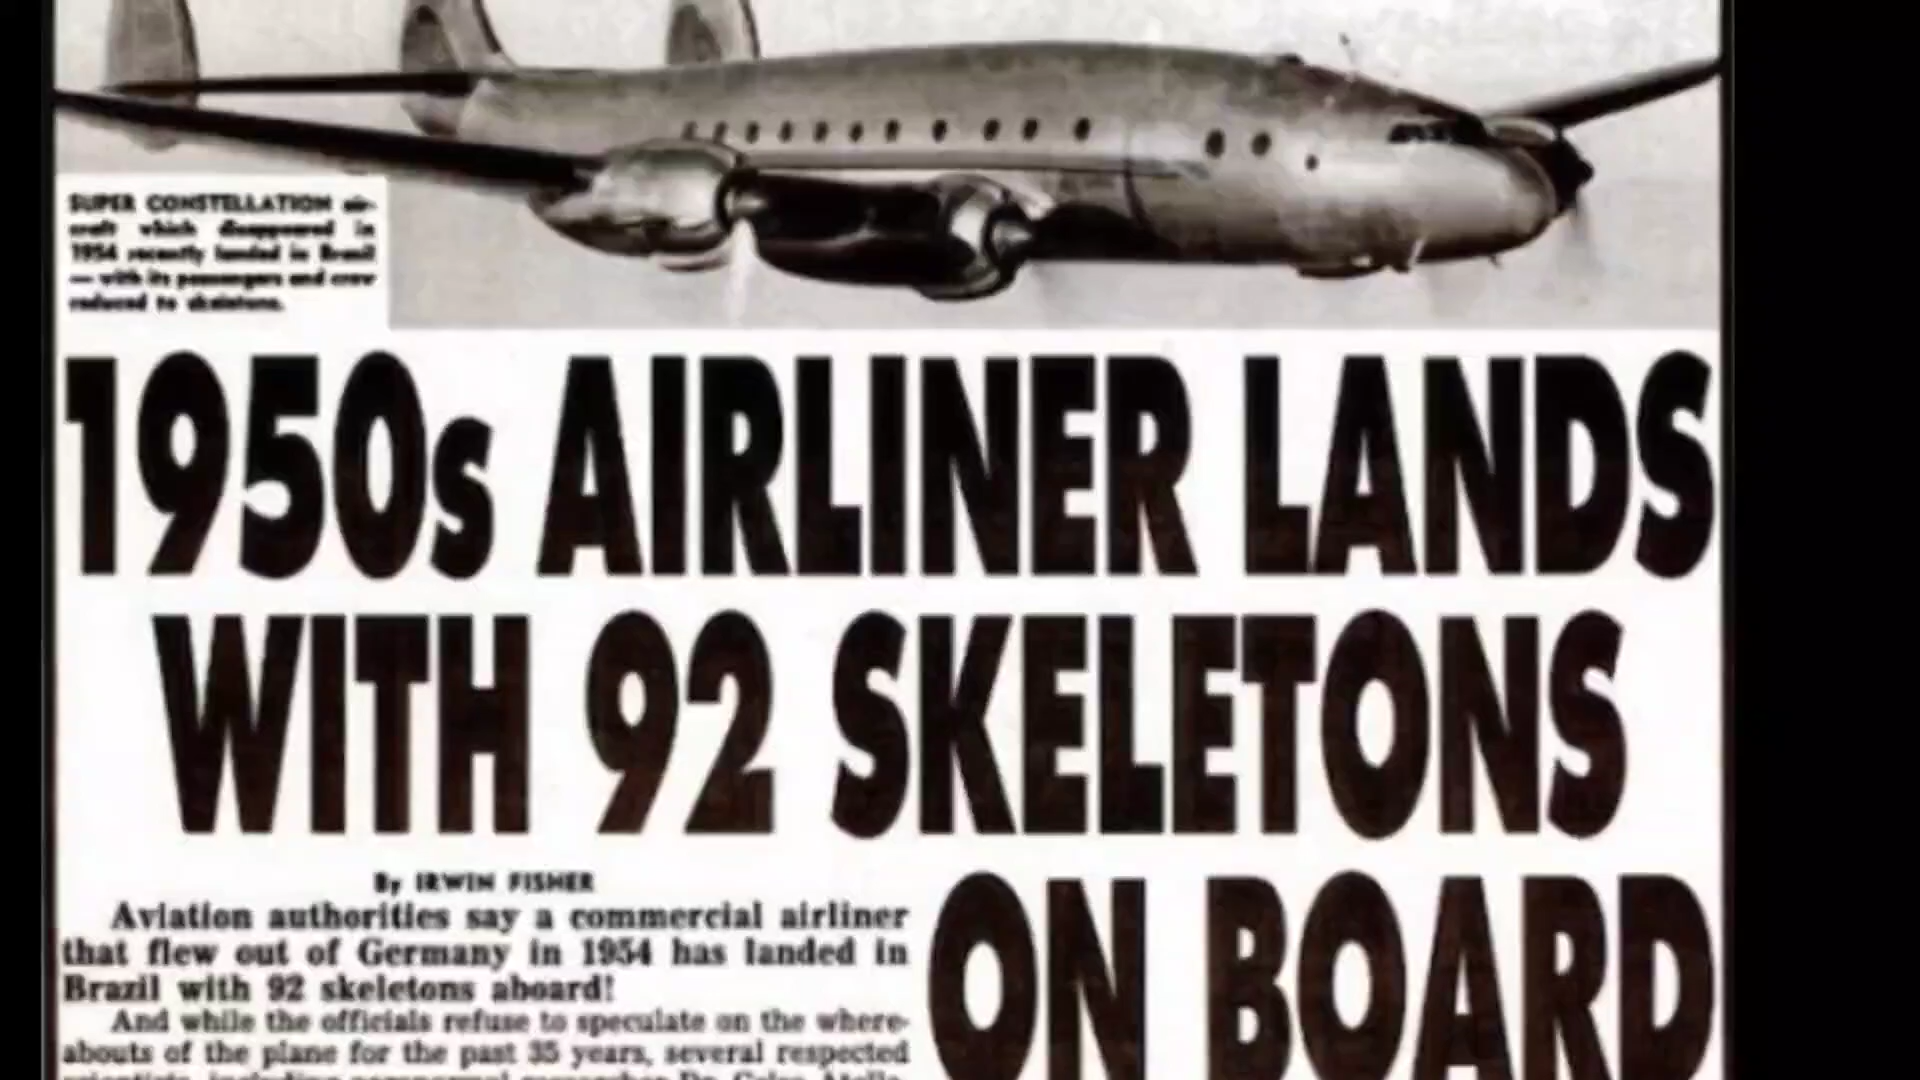 SUPER CONSTELLATION air-
craft which disappeared in
1954 recently landed in Brazil
— with its passengers and crew
reduced to skeletons.
1950s AIRLINER LANDS
WITH 92 SKELETONS
ON BOARD
By IRWIN FISHER
Aviation authorities say a commercial airliner
that flew out of Germany in 1954 has landed in
Brazil with 92 skeletons aboard!
And while the officials refuse to speculate on the where-
abouts of the plane for the past 35 years, several respected